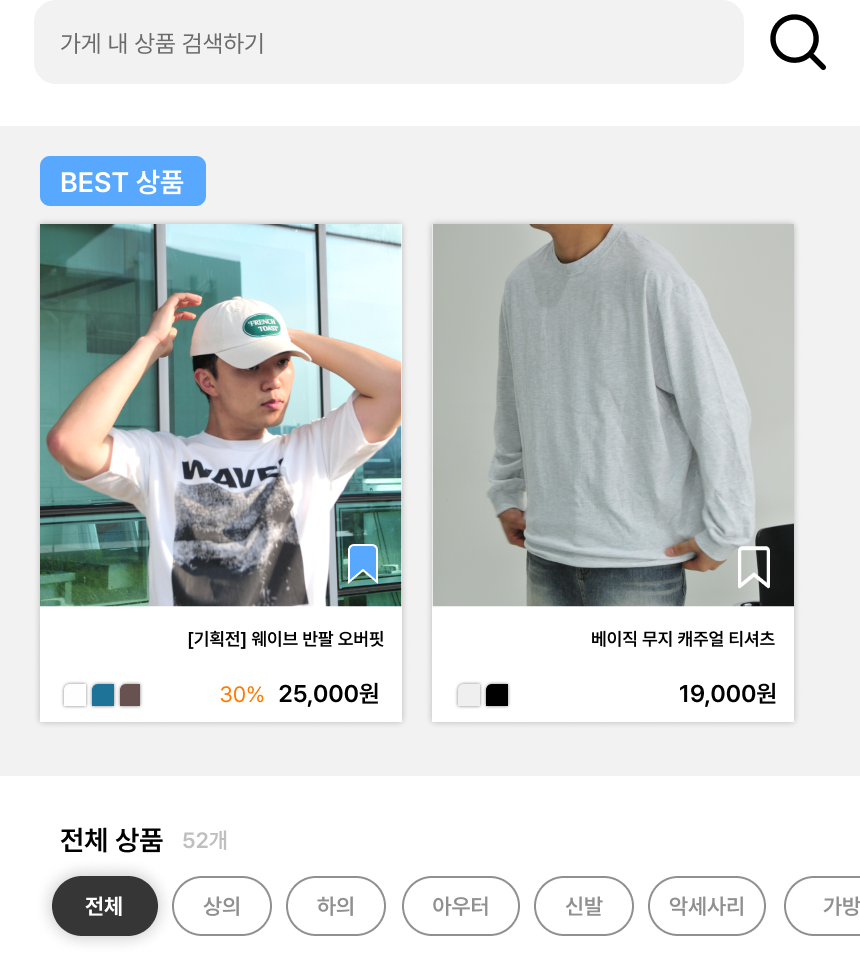 가게 내 상품 검색하기
BEST 상품
"FRENCH
TOAST"
WAVE
[기획전] 웨이브 반팔 오버핏
베이직 무지 캐주얼 티셔츠
30% 25,000원
19,000원
전체 상품 52개
전체 상의 하의 아우터 신발 악세사리 가방